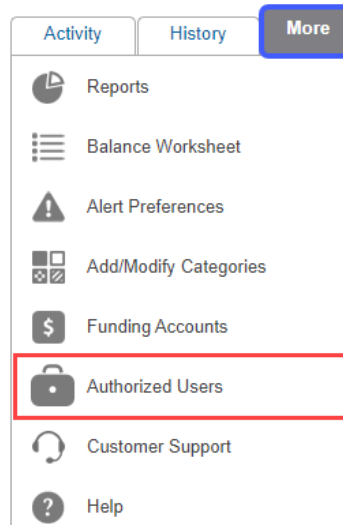 Activity
History
More
Reports
Balance Worksheet
Alert Preferences
Add/Modify Categories
$ Funding Accounts
Authorized Users
Customer Support
? Help